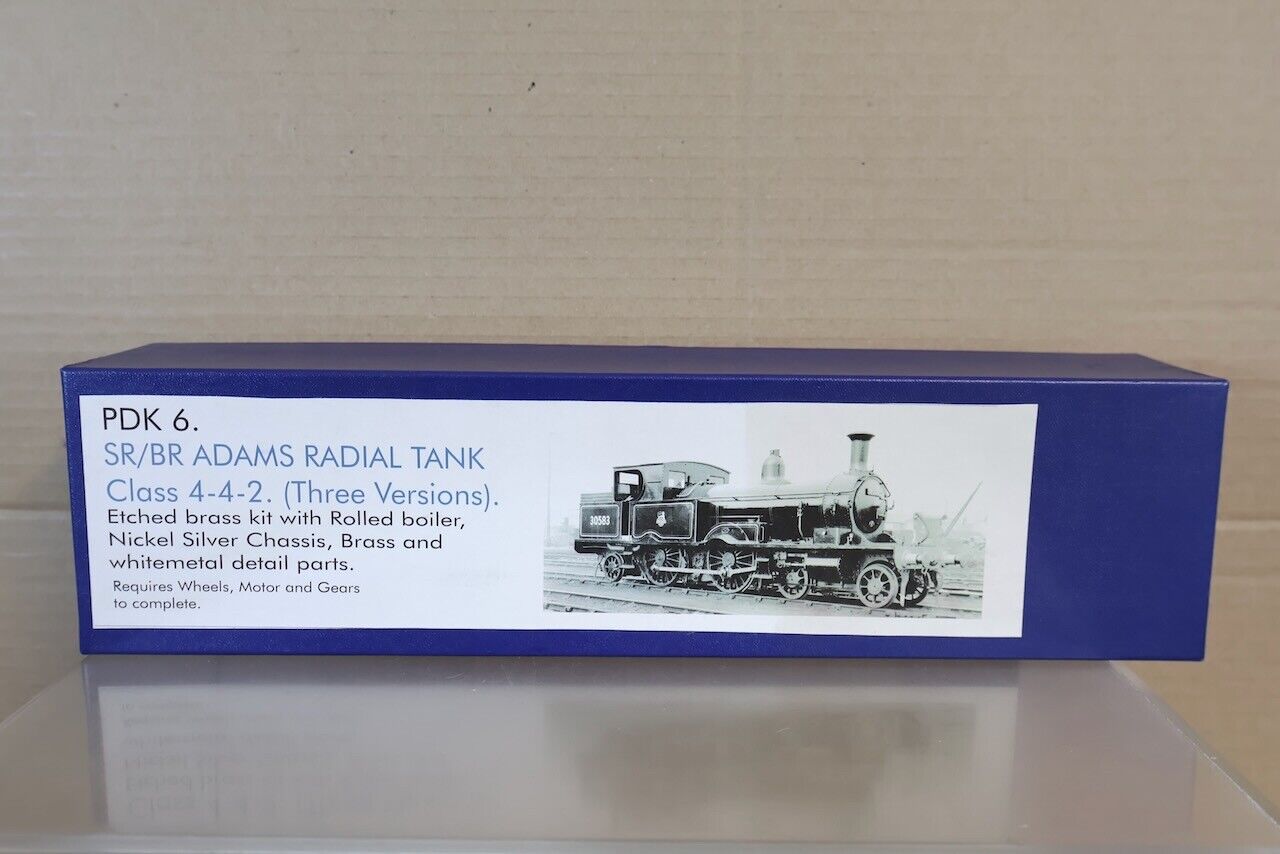 PDK 6.
SR/BR ADAMS RADIAL TANK
Class 4-4-2. (Three Versions).
Etched brass kit with Rolled boiler,
Nickel Silver Chassis, Brass and
whitemetal detail parts.
Requires Wheels, Motor and Gears
to complete.
30583